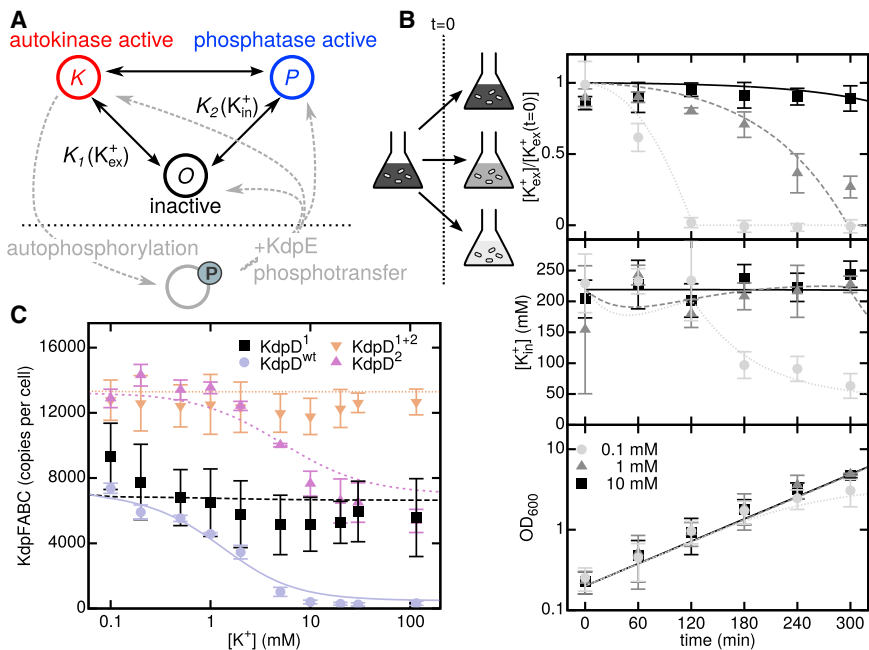 A
autokinase active
phosphatase active
K
P
K2 (K+in)
K1 (K+ex)
O
inactive
autophosphorylation
P
+KdpE
phosphotransfer
B
t=0
[K+ex]/[K+ex(t=0)]
1
0.5
0
[K+in] (mM)
250
200
150
100
50
0
OD600
10
1
0.1
0.1 mM
1 mM
10 mM
0 60 120 180 240 300
time (min)
C
KdpFABC (copies per cell)
16000
12000
8000
4000
0
KdpD1
KdpDwt
KdpD1+2
KdpD2
0.1 1 10 100
[K+] (mM)